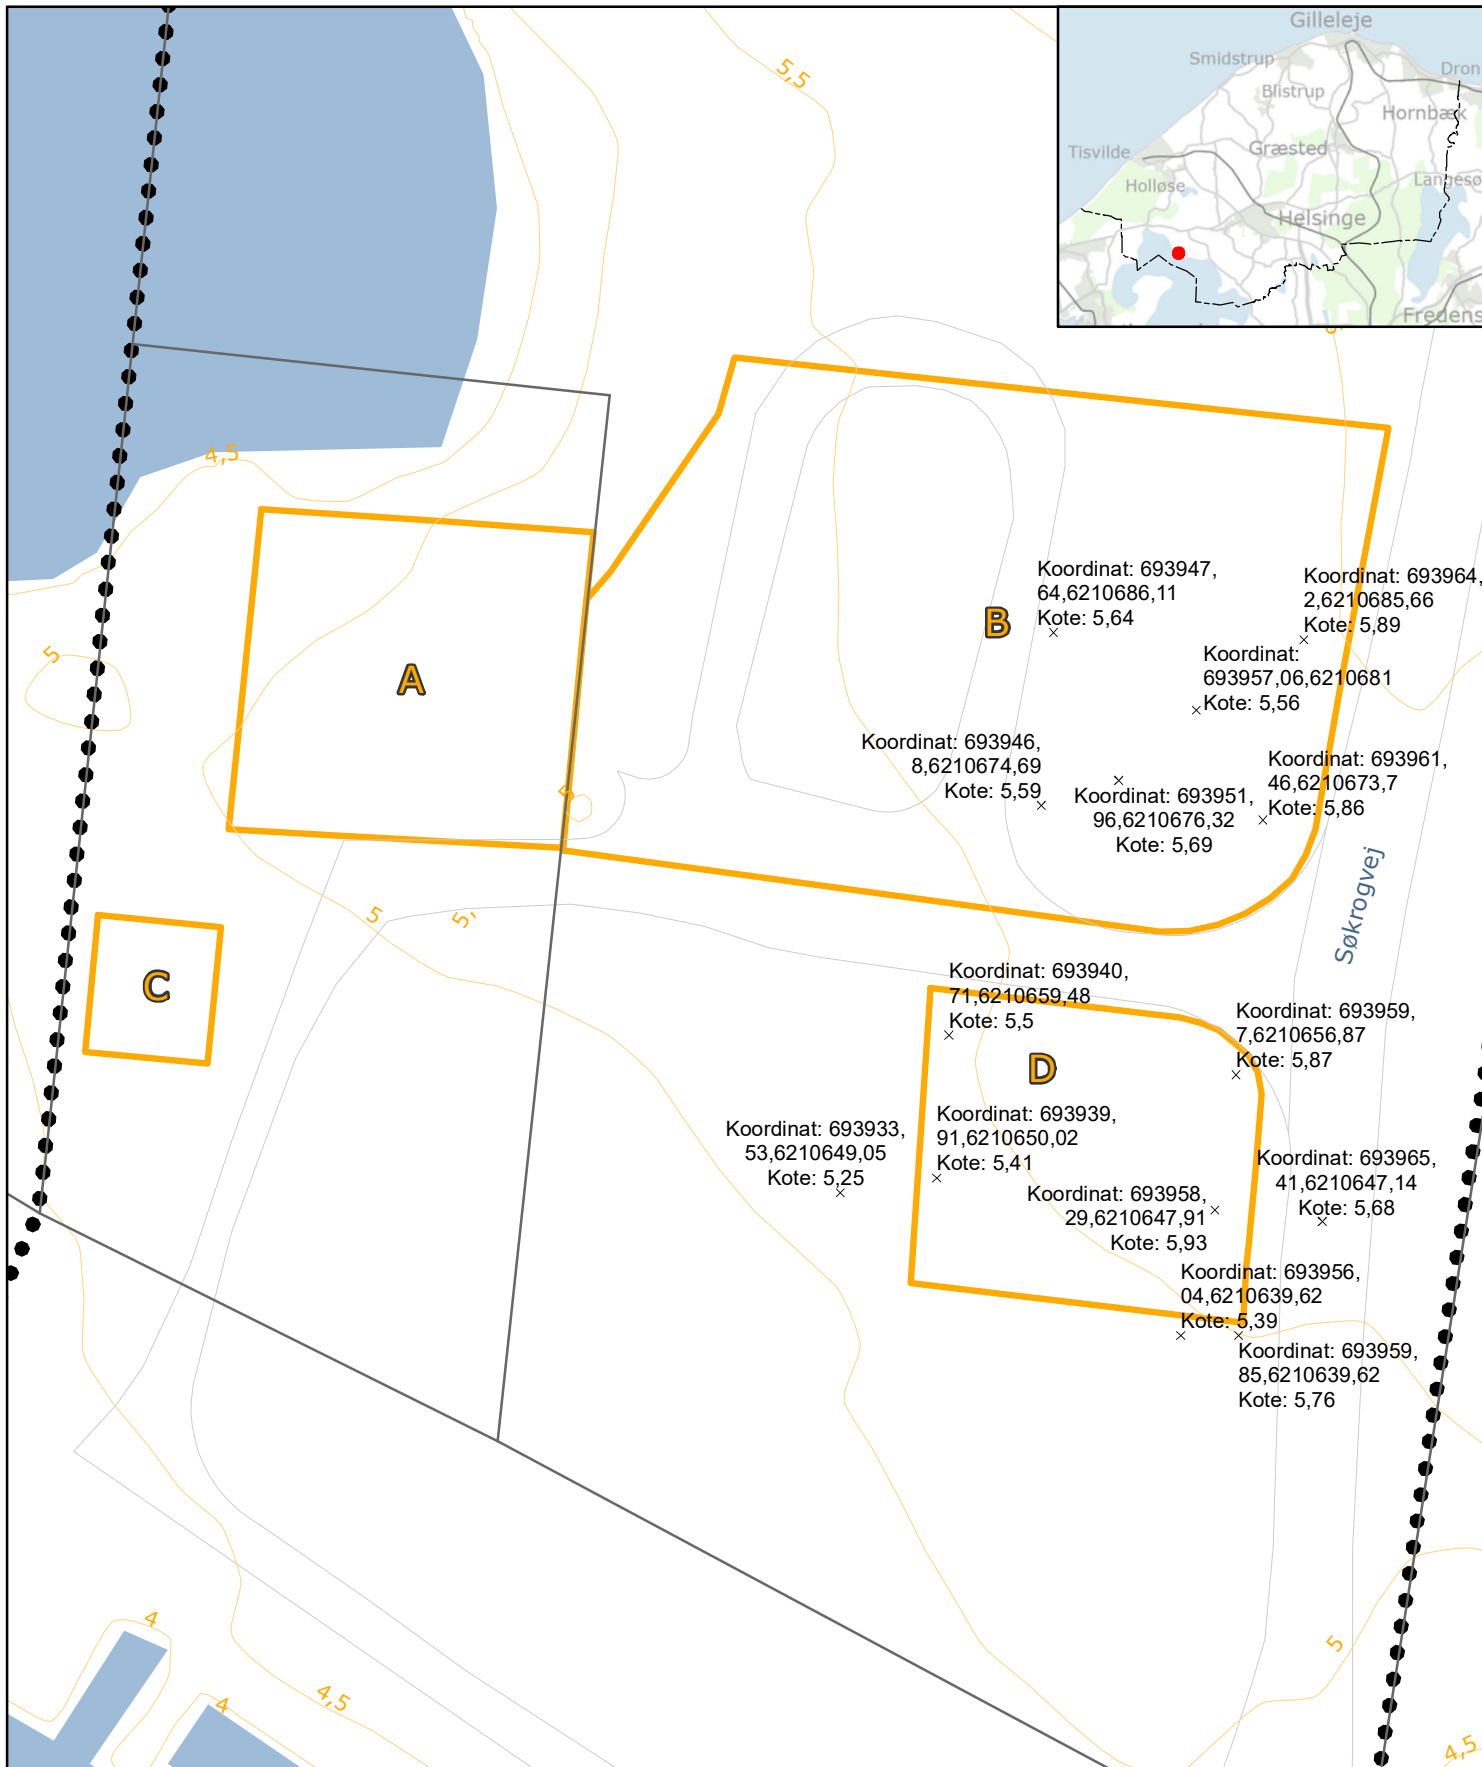 5,5
Gilleleje
Smidstrup
Dron
Blistrup
Hornbæk
Græsted
Tisvilde
Holløse
Langesø
Helsinge
Fredens
4,5
Koordinat: 693947,
64,6210686,11
Kote: 5,64
Koordinat: 693964,
2,6210685,66
Kote: 5,89
B
5
A
Koordinat:
693957,06,6210681
Kote: 5,56
Koordinat: 693946,
8,6210674,69
Kote: 5,59
Koordinat: 693961,
46,6210673,7
Kote: 5,86
5
Koordinat: 693951,
96,6210676,32
Kote: 5,69
Søkrogvej
5
5,
C
Koordinat: 693940,
71,6210659,48
Kote: 5,5
Koordinat: 693959,
7,6210656,87
Kote: 5,87
D
Koordinat: 693933,
53,6210649,05
Kote: 5,25
Koordinat: 693939,
91,6210650,02
Kote: 5,41
Koordinat: 693965,
41,6210647,14
Kote: 5,68
Koordinat: 693958,
29,6210647,91
Kote: 5,93
Koordinat: 693956,
04,6210639,62
Kote: 5,39
Koordinat: 693959,
85,6210639,62
Kote: 5,76
4
5
4,5
4
4,5